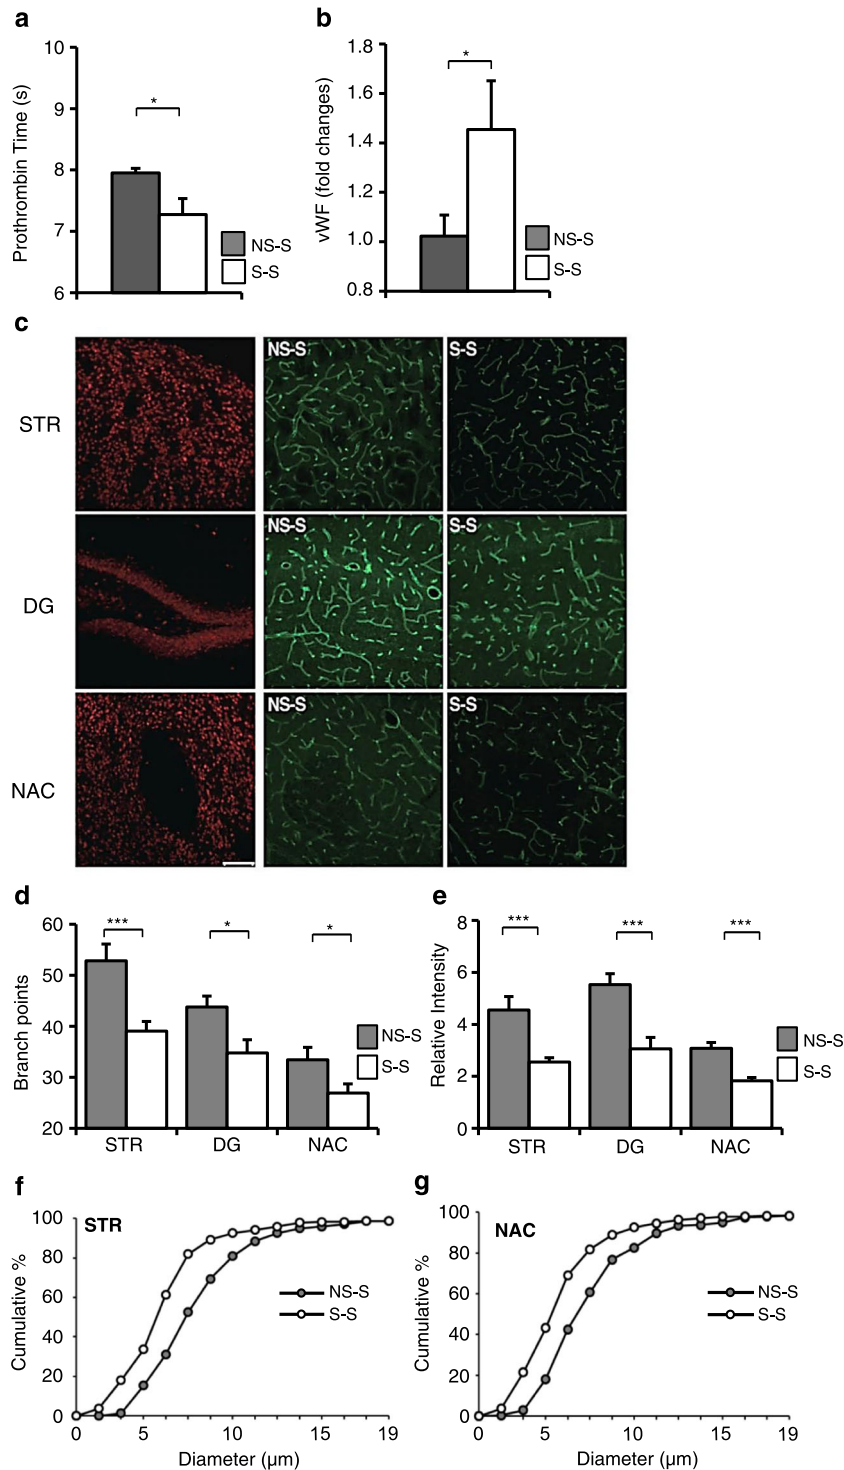 a
Prothrombin Time (s)
10
9
8
7
6
*
NS-S
S-S
b
vWF (fold changes)
1.8
1.6
1.4
1.2
1.0
0.8
*
NS-S
S-S
c
STR
NS-S
S-S
DG
NS-S
S-S
NAC
NS-S
S-S
d
Branch points
60
50
40
30
20
***
*
*
STR
DG
NAC
NS-S
S-S
e
Relative Intensity
8
6
4
2
0
***
***
***
STR
DG
NAC
NS-S
S-S
f
STR
Cumulative %
100
80
60
40
20
0
NS-S
S-S
0
5
10
15
19
Diameter (µm)
g
NAC
Cumulative %
100
80
60
40
20
0
NS-S
S-S
0
5
10
15
19
Diameter (µm)